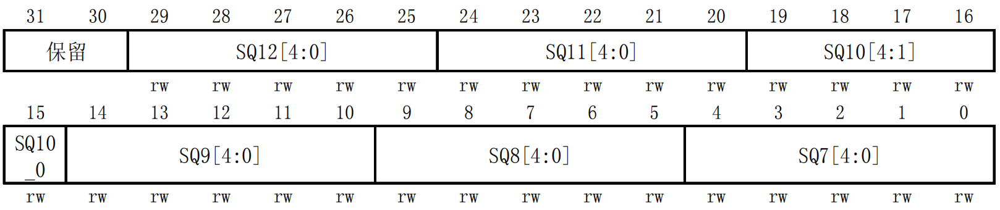 31 30 29 28 27 26 25 24 23 22 21 20 19 18 17 16
保留 SQ12[4:0] SQ11[4:0] SQ10[4:1]
rw rw rw rw rw rw rw rw rw rw rw rw rw rw
15 14 13 12 11 10 9 8 7 6 5 4 3 2 1 0
SQ10
_0 SQ9[4:0] SQ8[4:0] SQ7[4:0]
rw rw rw rw rw rw rw rw rw rw rw rw rw rw rw rw